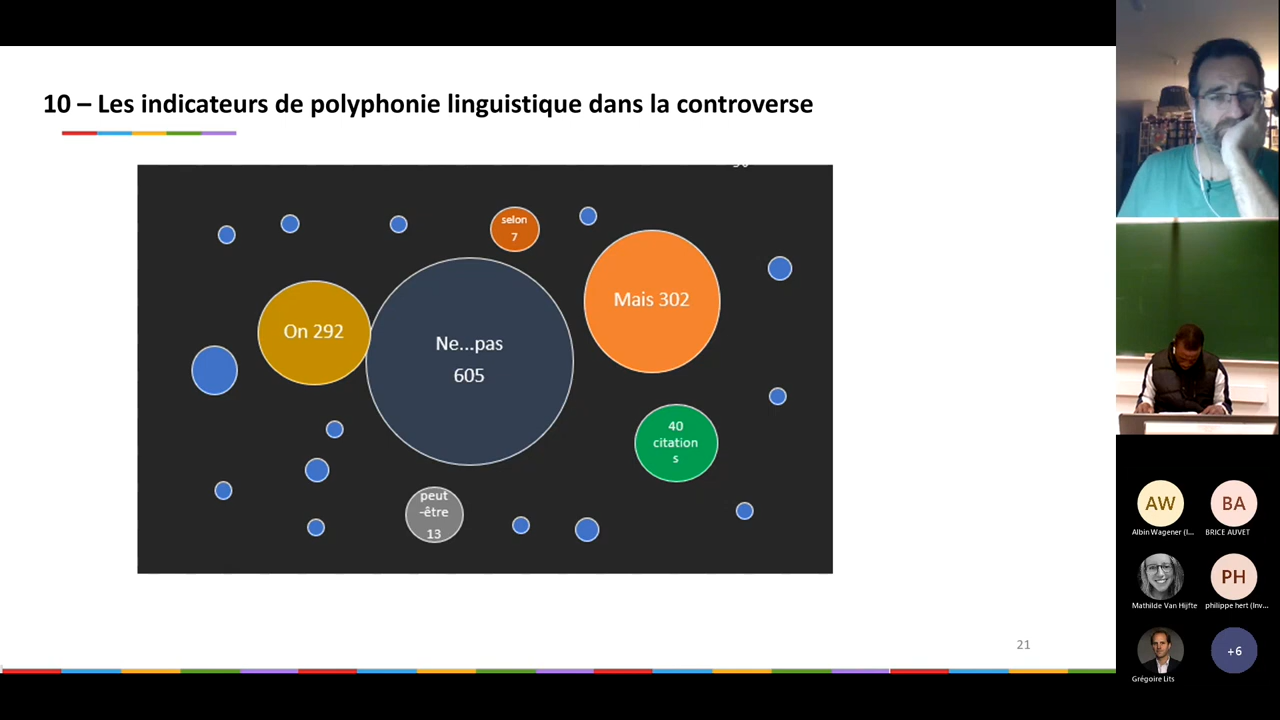 10 – Les indicateurs de polyphonie linguistique dans la controverse
selon
7
Mais 302
On 292
Ne...pas
605
40
citation
s
peut
-être
13
21
AW
BA
Albin Wagener (I...
BRICE AUVET
PH
Mathilde Van Hijfte
philippe hert (Inv...
+6
Grégoire Lits